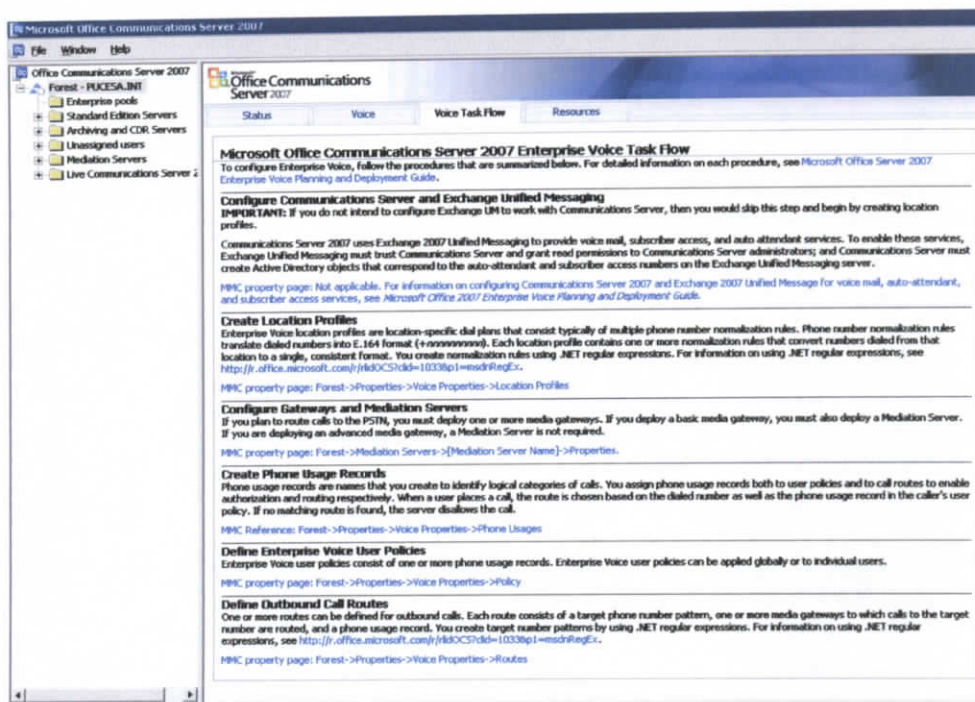 Microsoft Office Communications Server 2007
File Window Help
Office Communications Server 2007
Forest - PUCESA.INT
Enterprise pools
Standard Edition Servers
Archiving and CDR Servers
Unassigned users
Mediation Servers
Live Communications Server 2
Microsoft
Office Communications
Server 2007
Status Voice Voice Task Flow Resources
Microsoft Office Communications Server 2007 Enterprise Voice Task Flow
To configure Enterprise Voice, follow the procedures that are summarized below. For detailed information on each procedure, see Microsoft Office Server 2007
Enterprise Voice Planning and Deployment Guide.
Configure Communications Server and Exchange Unified Messaging
IMPORTANT: If you do not intend to configure Exchange UM to work with Communications Server, then you would skip this step and begin by creating location
profiles.
Communications Server 2007 uses Exchange 2007 Unified Messaging to provide voice mail, subscriber access, and auto attendant services. To enable these services,
Exchange Unified Messaging must trust Communications Server and grant read permissions to Communications Server administrators; and Communications Server must
create Active Directory objects that correspond to the auto-attendant and subscriber access numbers on the Exchange Unified Messaging server.
MMC property page: Not applicable. For information on configuring Communications Server 2007 and Exchange 2007 Unified Message for voice mail, auto-attendant,
and subscriber access services, see Microsoft Office 2007 Enterprise Voice Planning and Deployment Guide.
Create Location Profiles
Enterprise Voice location profiles are location-specific dial plans that consist typically of multiple phone number normalization rules. Phone number normalization rules
translate dialed numbers into E.164 format (+nnnnnnnnn). Each location profile contains one or more normalization rules that convert numbers dialed from that
location to a single, consistent format. You create normalization rules using .NET regular expressions. For information on using .NET regular expressions, see
http://r.office.microsoft.com/r/rlidOCS?clid=1033&p1=msdnRegEx.
MMC property page: Forest->Properties->Voice Properties->Location Profiles
Configure Gateways and Mediation Servers
If you plan to route calls to the PSTN, you must deploy one or more media gateways. If you deploy a basic media gateway, you must also deploy a Mediation Server.
If you are deploying an advanced media gateway, a Mediation Server is not required.
MMC property page: Forest->Mediation Servers->[Mediation Server Name]->Properties.
Create Phone Usage Records
Phone usage records are names that you create to identify logical categories of calls. You assign phone usage records both to user policies and to call routes to enable
authorization and routing respectively. When a user places a call, the route is chosen based on the dialed number as well as the phone usage record in the caller's user
policy. If no matching route is found, the server disallows the call.
MMC Reference: Forest->Properties->Voice Properties->Phone Usages
Define Enterprise Voice User Policies
Enterprise Voice user policies consist of one or more phone usage records. Enterprise Voice user policies can be applied globally or to individual users.
MMC property page: Forest->Properties->Voice Properties->Policy
Define Outbound Call Routes
One or more routes can be defined for outbound calls. Each route consists of a target phone number pattern, one or more media gateways to which calls to the target
number are routed, and a phone usage record. You create target number patterns by using .NET regular expressions. For information on using .NET regular
expressions, see http://r.office.microsoft.com/r/rlidOCS?clid=1033&p1=msdnRegEx.
MMC property page: Forest->Properties->Voice Properties->Routes